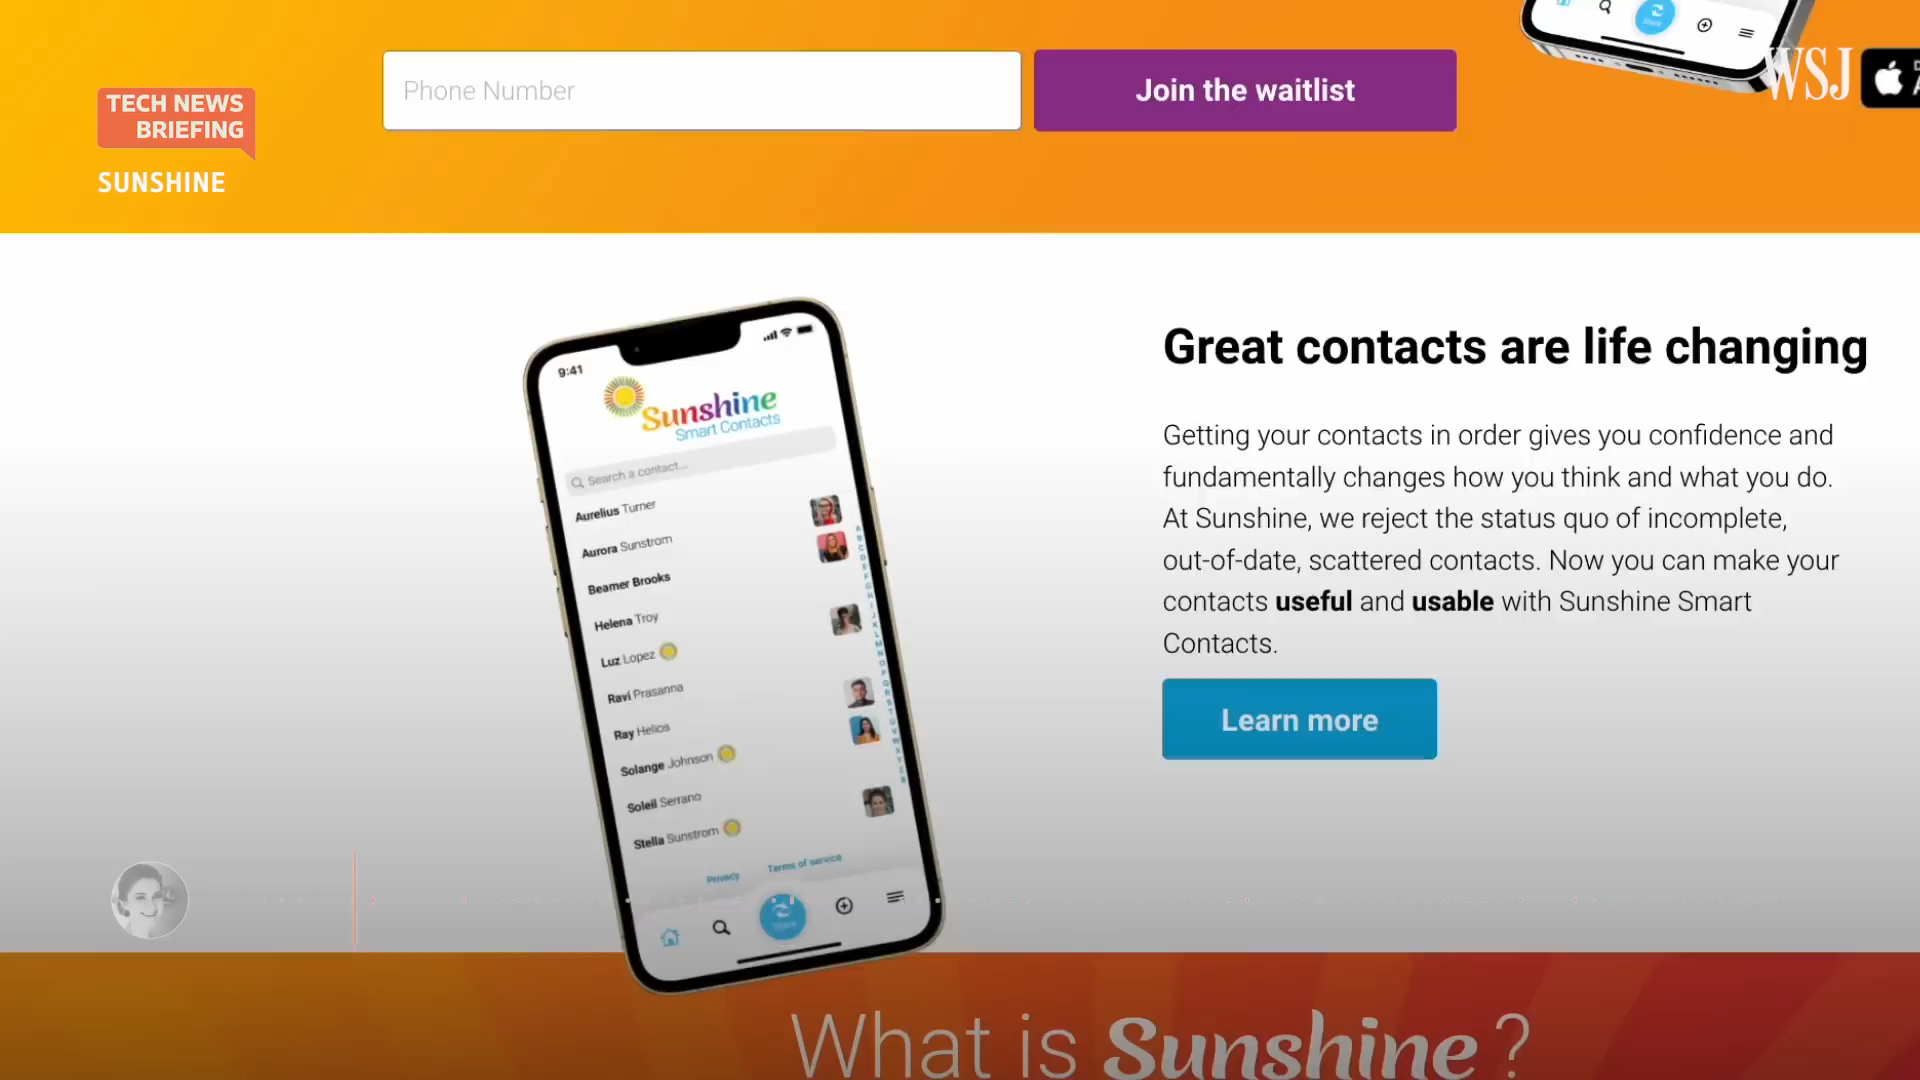 Phone Number
Join the waitlist
WSJ
TECH NEWS
BRIEFING
SUNSHINE
9:41
Sunshine
Smart Contacts
Search a contact...
Aurelius Turner
Aurora Sunstrom
Beamer Brooks
Helena Troy
Luz Lopez
Ravi Prasanna
Ray Helios
Solange Johnson
Soleil Serrano
Stella Sunstrom
Privacy
Terms of service
Great contacts are life changing
Getting your contacts in order gives you confidence and
fundamentally changes how you think and what you do.
At Sunshine, we reject the status quo of incomplete,
out-of-date, scattered contacts. Now you can make your
contacts useful and usable with Sunshine Smart
Contacts.
Learn more
What is Sunshine?